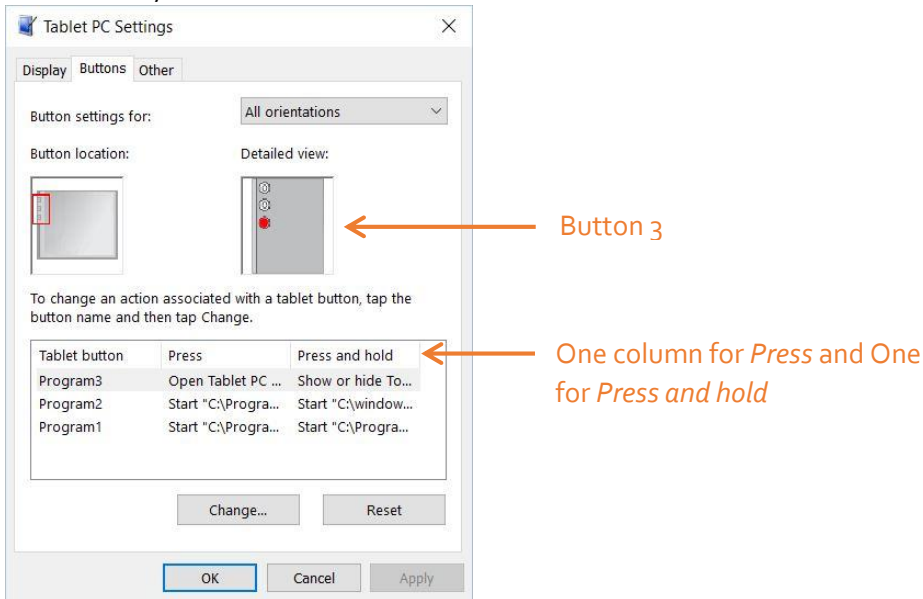 Tablet PC Settings
Display Buttons Other
Button settings for: All orientations
Button location: Detailed view:
Button 3
To change an action associated with a tablet button, tap the
button name and then tap Change.
Tablet button Press Press and hold
One column for Press and One
for Press and hold
Program3 Open Tablet PC ... Show or hide To...
Program2 Start "C:\Progra... Start "C:\window...
Program1 Start "C:\Progra... Start "C:\Progra...
Change... Reset
OK Cancel Apply